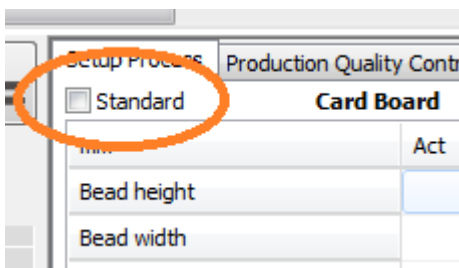 Setup Process Production Quality Contr
Standard Card Board
Act
Bead height
Bead width